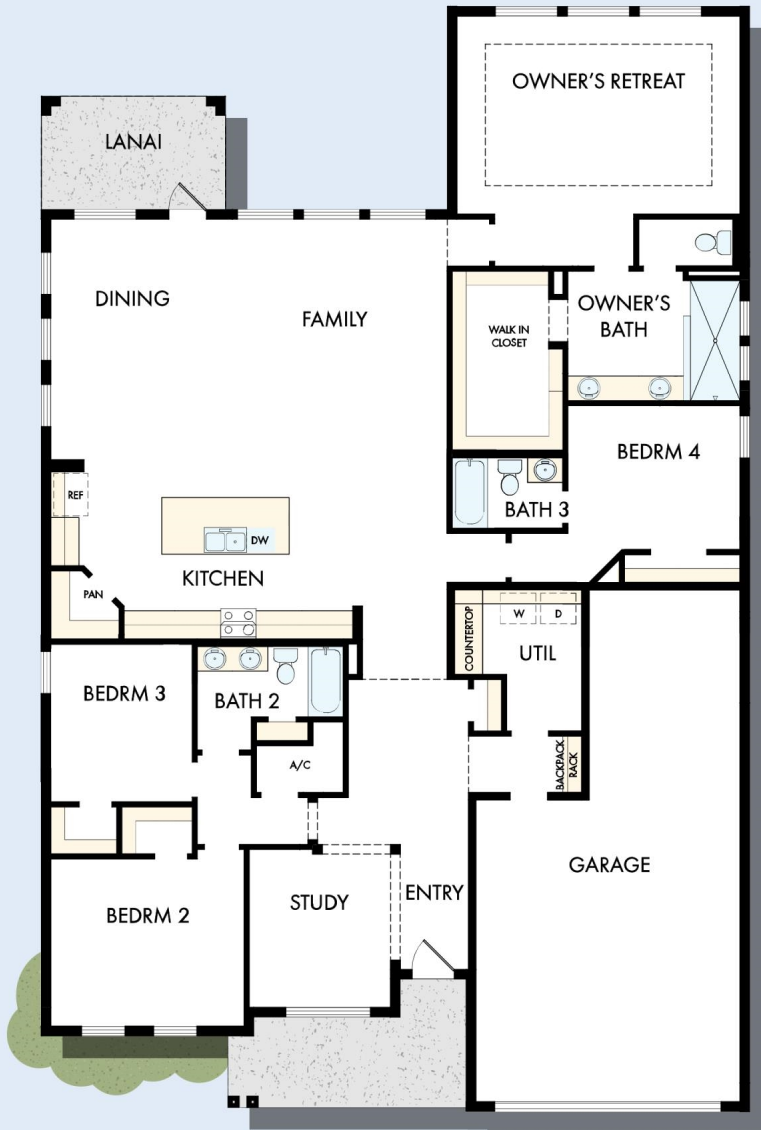 OWNER'S RETREAT
LANAI
DINING
FAMILY
WALK IN
CLOSET
OWNER'S
BATH
BEDRM 4
REF
BATH 3
DW
KITCHEN
PAN
COUNTERTOP
W
D
UTIL
BEDRM 3
BATH 2
A/C
BACKPACK
RACK
GARAGE
STUDY
ENTRY
BEDRM 2